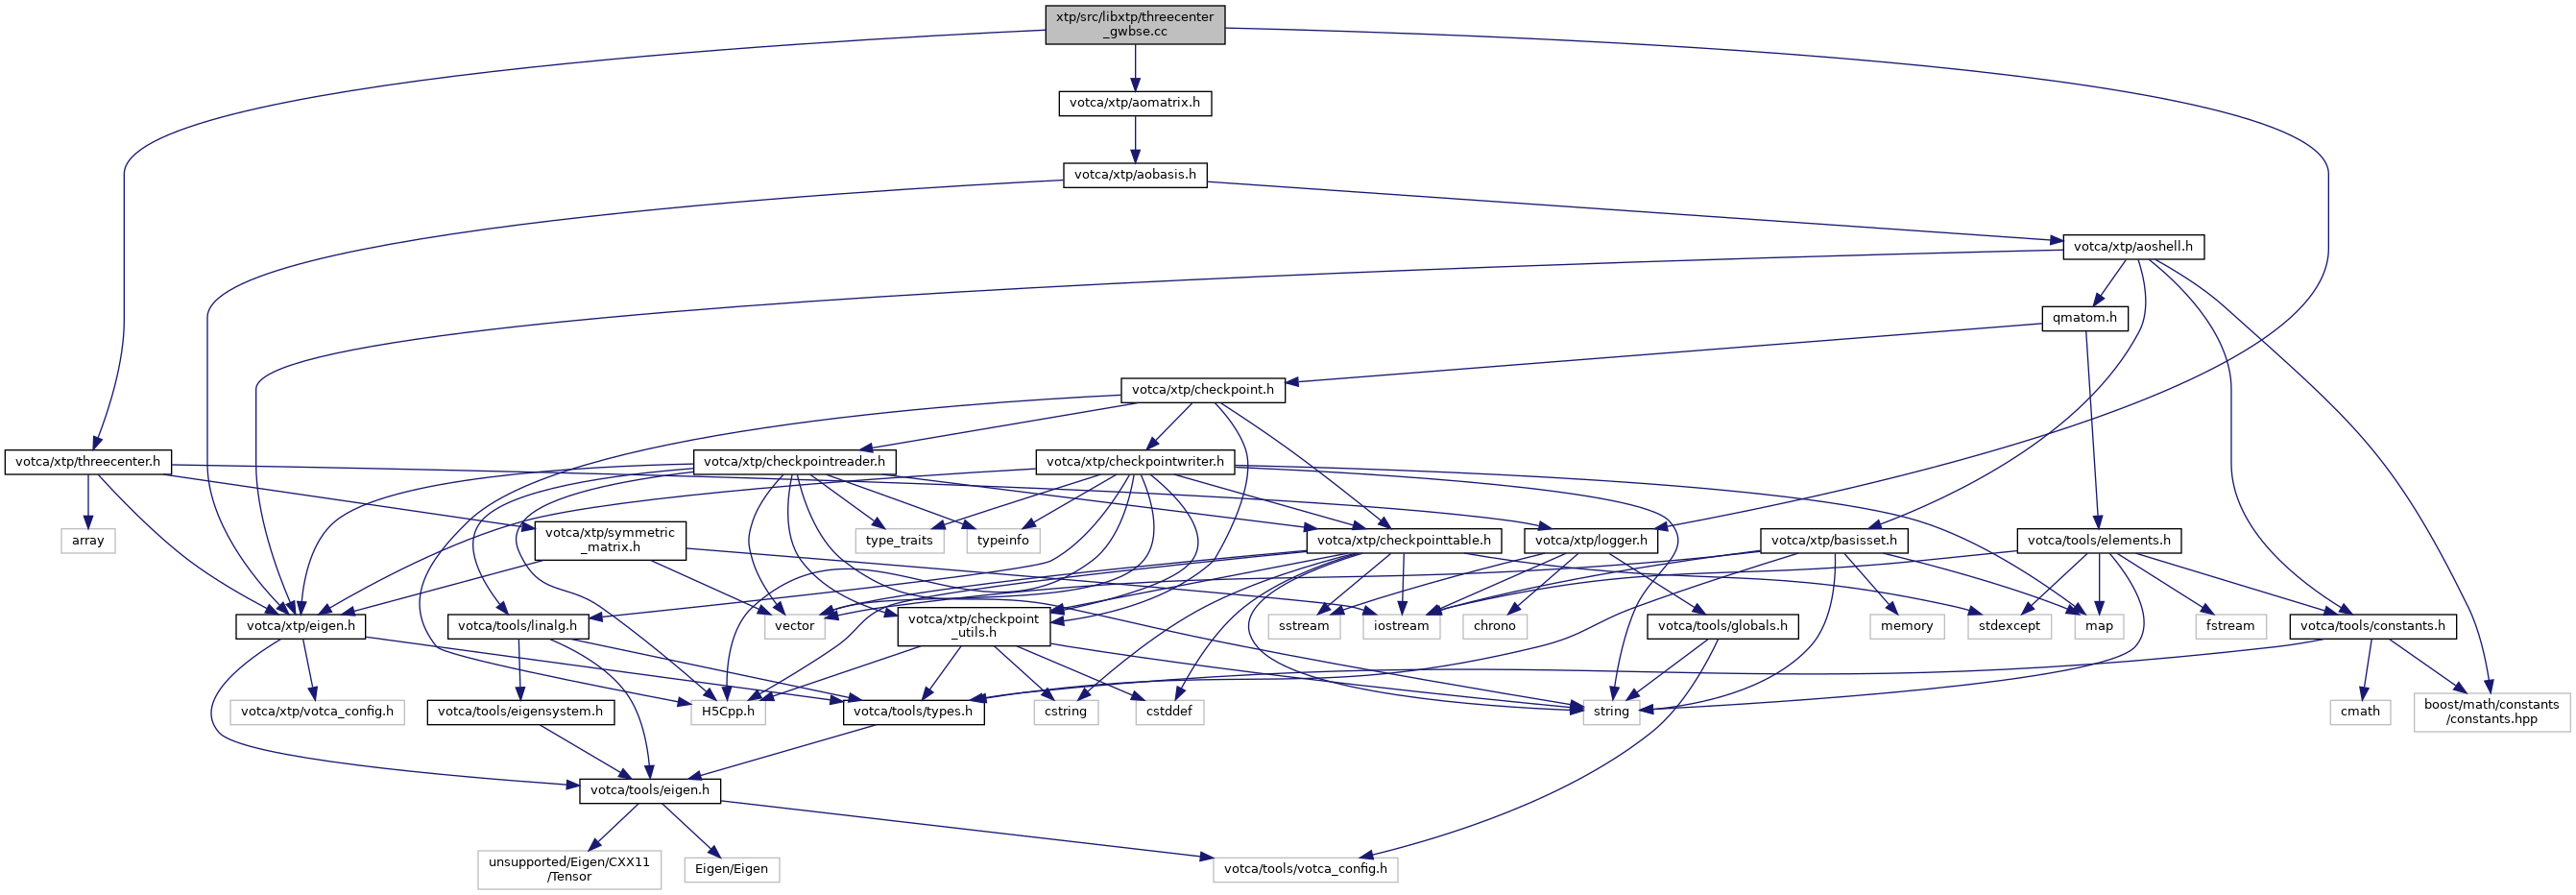 xtp/src/libxtp/threecenter
_gwbse.cc
votca/xtp/aomatrix.h
votca/xtp/aobasis.h
votca/xtp/aoshell.h
qmatom.h
votca/xtp/checkpoint.h
votca/xtp/threecenter.h
votca/xtp/checkpointreader.h
votca/xtp/checkpointwriter.h
array
votca/xtp/symmetric
_matrix.h
type_traits
typeinfo
votca/xtp/checkpointtable.h
votca/xtp/logger.h
votca/xtp/basisset.h
votca/tools/elements.h
votca/xtp/eigen.h
votca/tools/linalg.h
vector
votca/xtp/checkpoint
_utils.h
sstream
iostream
chrono
votca/tools/globals.h
memory
stdexcept
map
fstream
votca/tools/constants.h
votca/xtp/votca_config.h
votca/tools/eigensystem.h
H5Cpp.h
votca/tools/types.h
cstring
cstddef
string
cmath
boost/math/constants
/constants.hpp
votca/tools/eigen.h
unsupported/Eigen/CXX11
/Tensor
Eigen/Eigen
votca/tools/votca_config.h